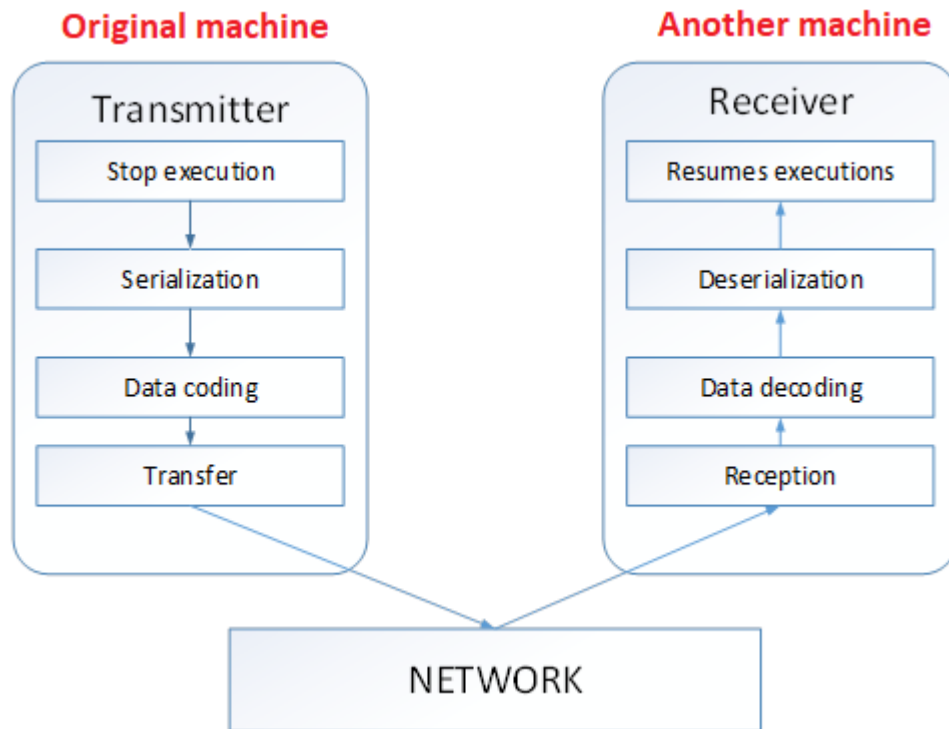 Original machine
Another machine
Transmitter
Stop execution
Serialization
Data coding
Transfer
Receiver
Resumes executions
Deserialization
Data decoding
Reception
NETWORK